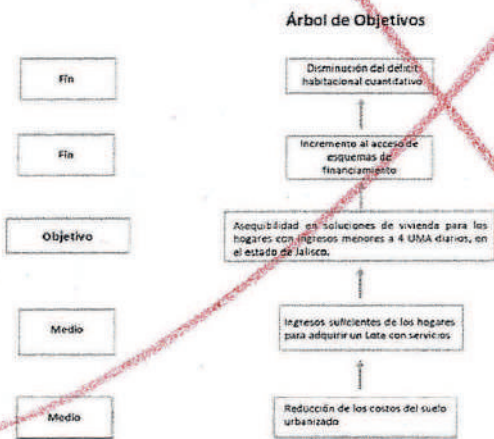 Árbol de Objetivos
Fin
Disminución del déficit
habitacional cuantitativo
Fin
Incremento al acceso de
esquemas de
financiamiento
Objetivo
Asequibilidad en soluciones de vivienda para los
hogares con ingresos menores a 4 UMA diarios, en
el estado de Jalisco.
Medio
Ingresos suficientes de los hogares
para adquirir un Lote con servicios
Medio
Reducción de los costos del suelo
urbanizado